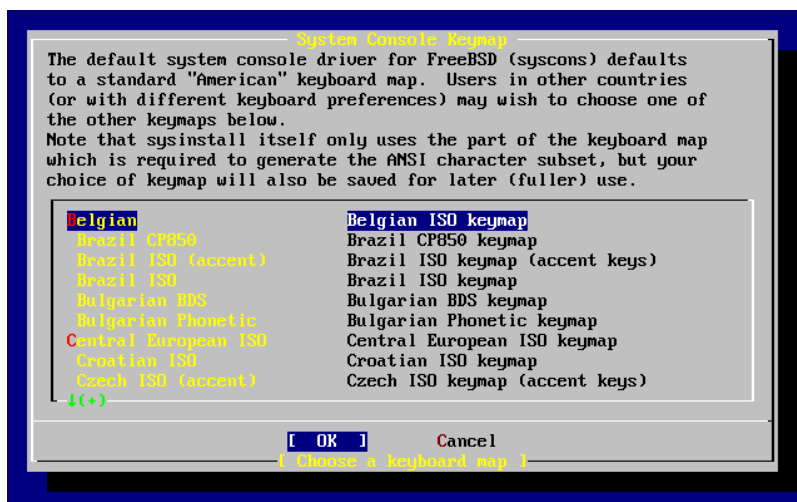 System Console Keymap
The default system console driver for FreeBSD (syscons) defaults
to a standard "American" keyboard map.  Users in other countries
(or with different keyboard preferences) may wish to choose one of
the other keymaps below.
Note that sysinstall itself only uses the part of the keyboard map
which is required to generate the ANSI character subset, but your
choice of keymap will also be saved for later (fuller) use.
Belgian Belgian ISO keymap
Brazil CP850 Brazil CP850 keymap
Brazil ISO (accent) Brazil ISO keymap (accent keys)
Brazil ISO Brazil ISO keymap
Bulgarian BDS Bulgarian BDS keymap
Bulgarian Phonetic Bulgarian Phonetic keymap
Central European ISO Central European ISO keymap
Croatian ISO Croatian ISO keymap
Czech ISO (accent) Czech ISO keymap (accent keys)
↓(+)
[ OK ] Cancel
[ Choose a keyboard map ]